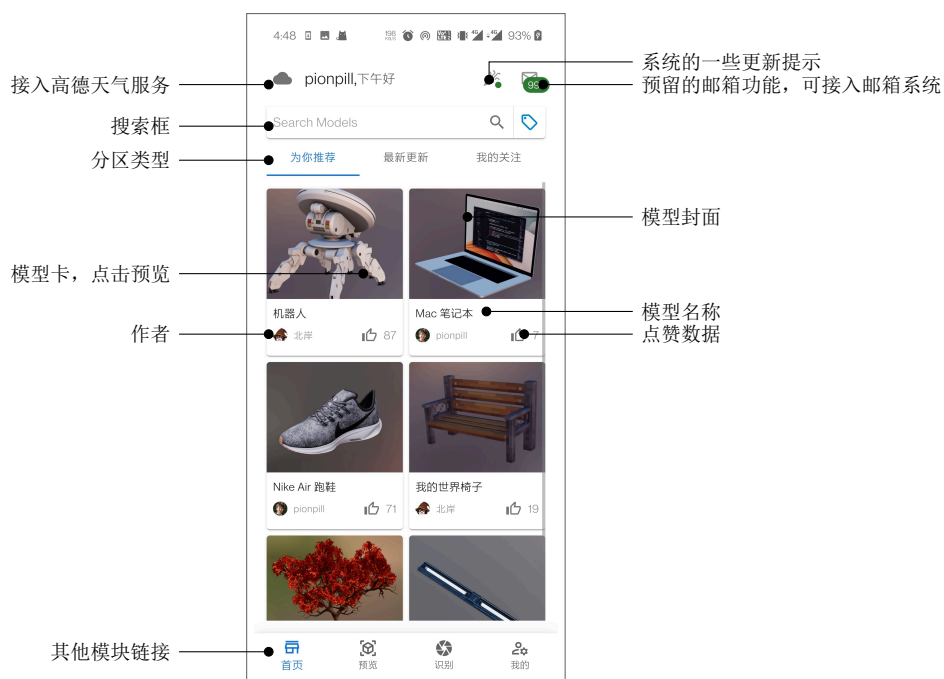 4:48
198
93%
系统的一些更新提示
接入高德天气服务
pionpill,下午好
99
预留的邮箱功能，可接入邮箱系统
搜索框
Search Models
分区类型
为你推荐
最新更新
我的关注
模型封面
模型卡，点击预览
机器人
Mac 笔记本
模型名称
作者
北岸
87
pionpill
7
点赞数据
Nike Air 跑鞋
我的世界椅子
pionpill
71
北岸
19
其他模块链接
首页
预览
识别
我的